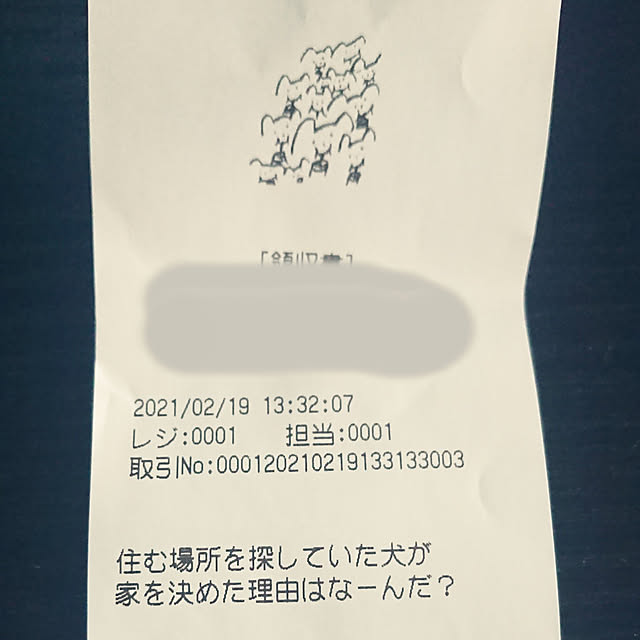 [領収書]
2021/02/19 13:32:07
レジ:0001 担当:0001
取引No:00012021021913313​3003
住む場所を探していた犬が
家を決めた理由はなーんだ？